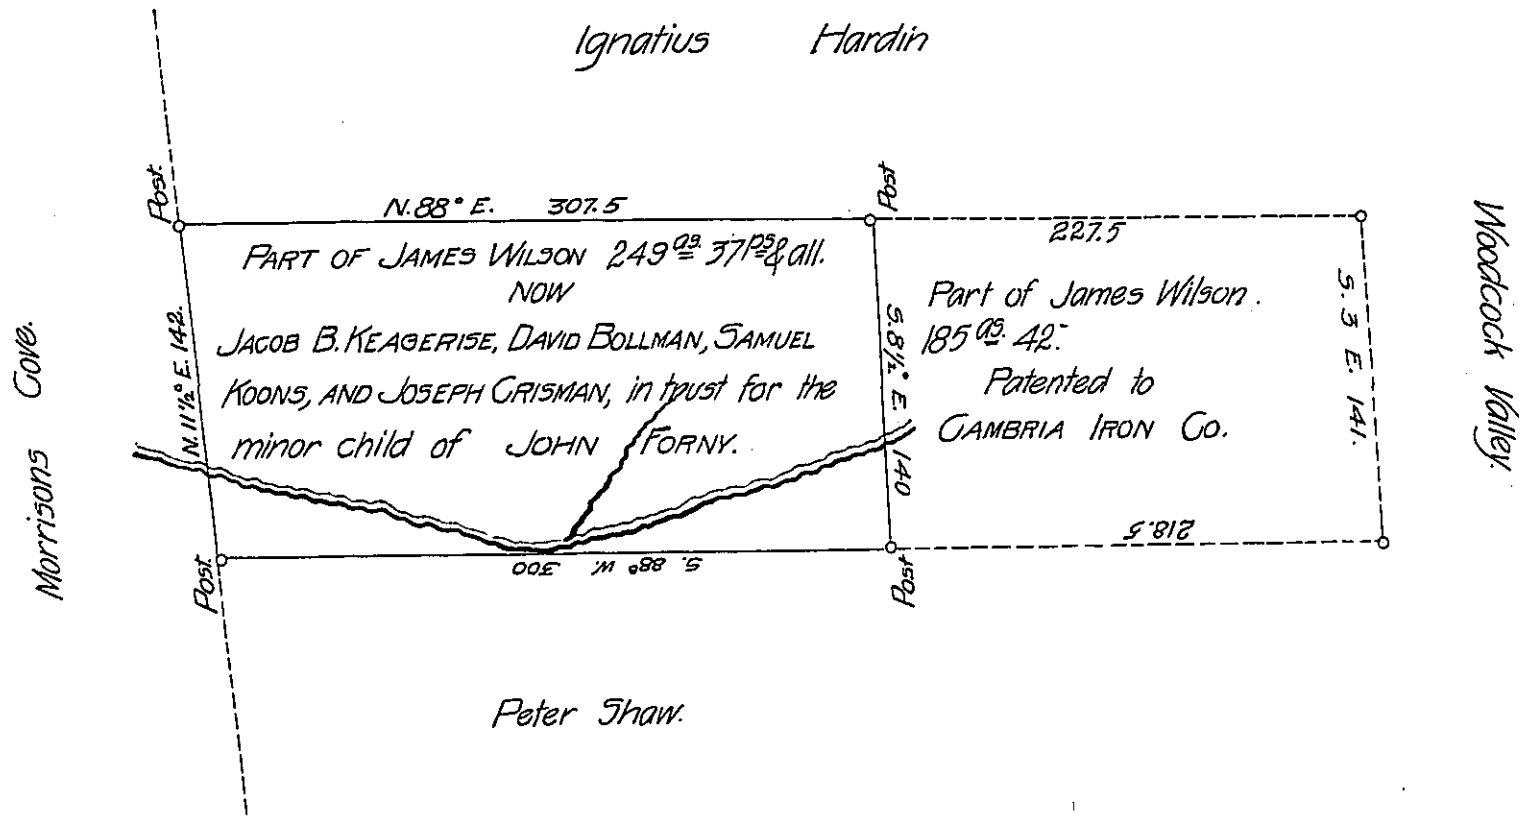 Ignatius Hardin
Post.
Post
N. 88° E. 307.5
227.5
PART OF JAMES WILSON 249 as. 37 ps & all.
NOW
JACOB B. KEAGERISE, DAVID BOLLMAN, SAMUEL
KOONS, AND JOSEPH CRISMAN, in trust for the
minor child of JOHN FORNY.
N. 11½° E. 142.
S. 8½° E. 140
Part of James Wilson.
185 as. 42.
Patented to
CAMBRIA IRON Co.
S. 3 E. 141.
Morrisons Cove.
Woodcock Valley.
S. 88° W. 300
218.5
Post.
Post
Peter Shaw.